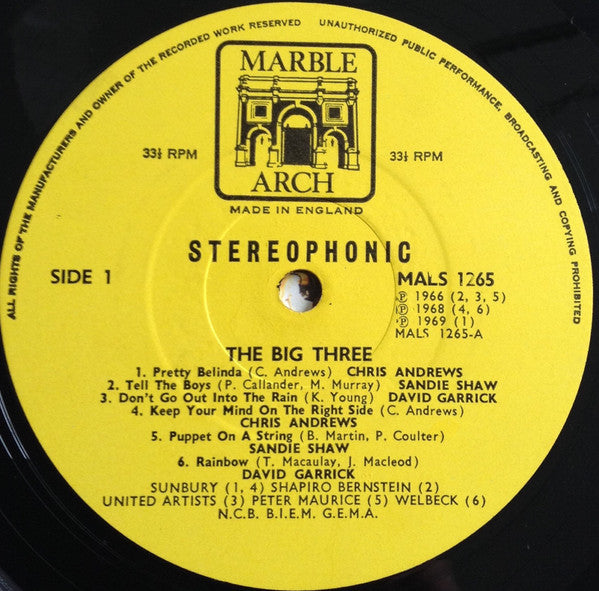 ALL RIGHTS OF THE MANUFACTURERS AND OWNER OF THE RECORDED WORK RESERVED
UNAUTHORIZED PUBLIC PERFORMANCE, BROADCASTING AND COPYING OF THIS RECORD PROHIBITED
MARBLE
ARCH
33⅓ RPM
33⅓ RPM
MADE IN ENGLAND
STEREOPHONIC
SIDE 1
MALS 1265
℗ 1966 (2, 3, 5)
℗ 1968 (4, 6)
℗ 1969 (1)
MALS 1265-A
THE BIG THREE
1. Pretty Belinda (C. Andrews) CHRIS ANDREWS
2. Tell The Boys (P. Callander, M. Murray) SANDIE SHAW
3. Don't Go Out Into The Rain (K. Young) DAVID GARRICK
4. Keep Your Mind On The Right Side (C. Andrews)
CHRIS ANDREWS
5. Puppet On A String (B. Martin, P. Coulter)
SANDIE SHAW
6. Rainbow (T. Macaulay, J. Macleod)
DAVID GARRICK
SUNBURY (1, 4) SHAPIRO BERNSTEIN (2)
UNITED ARTISTS (3) PETER MAURICE (5) WELBECK (6)
N.C.B. B.I.E.M. G.E.M.A.